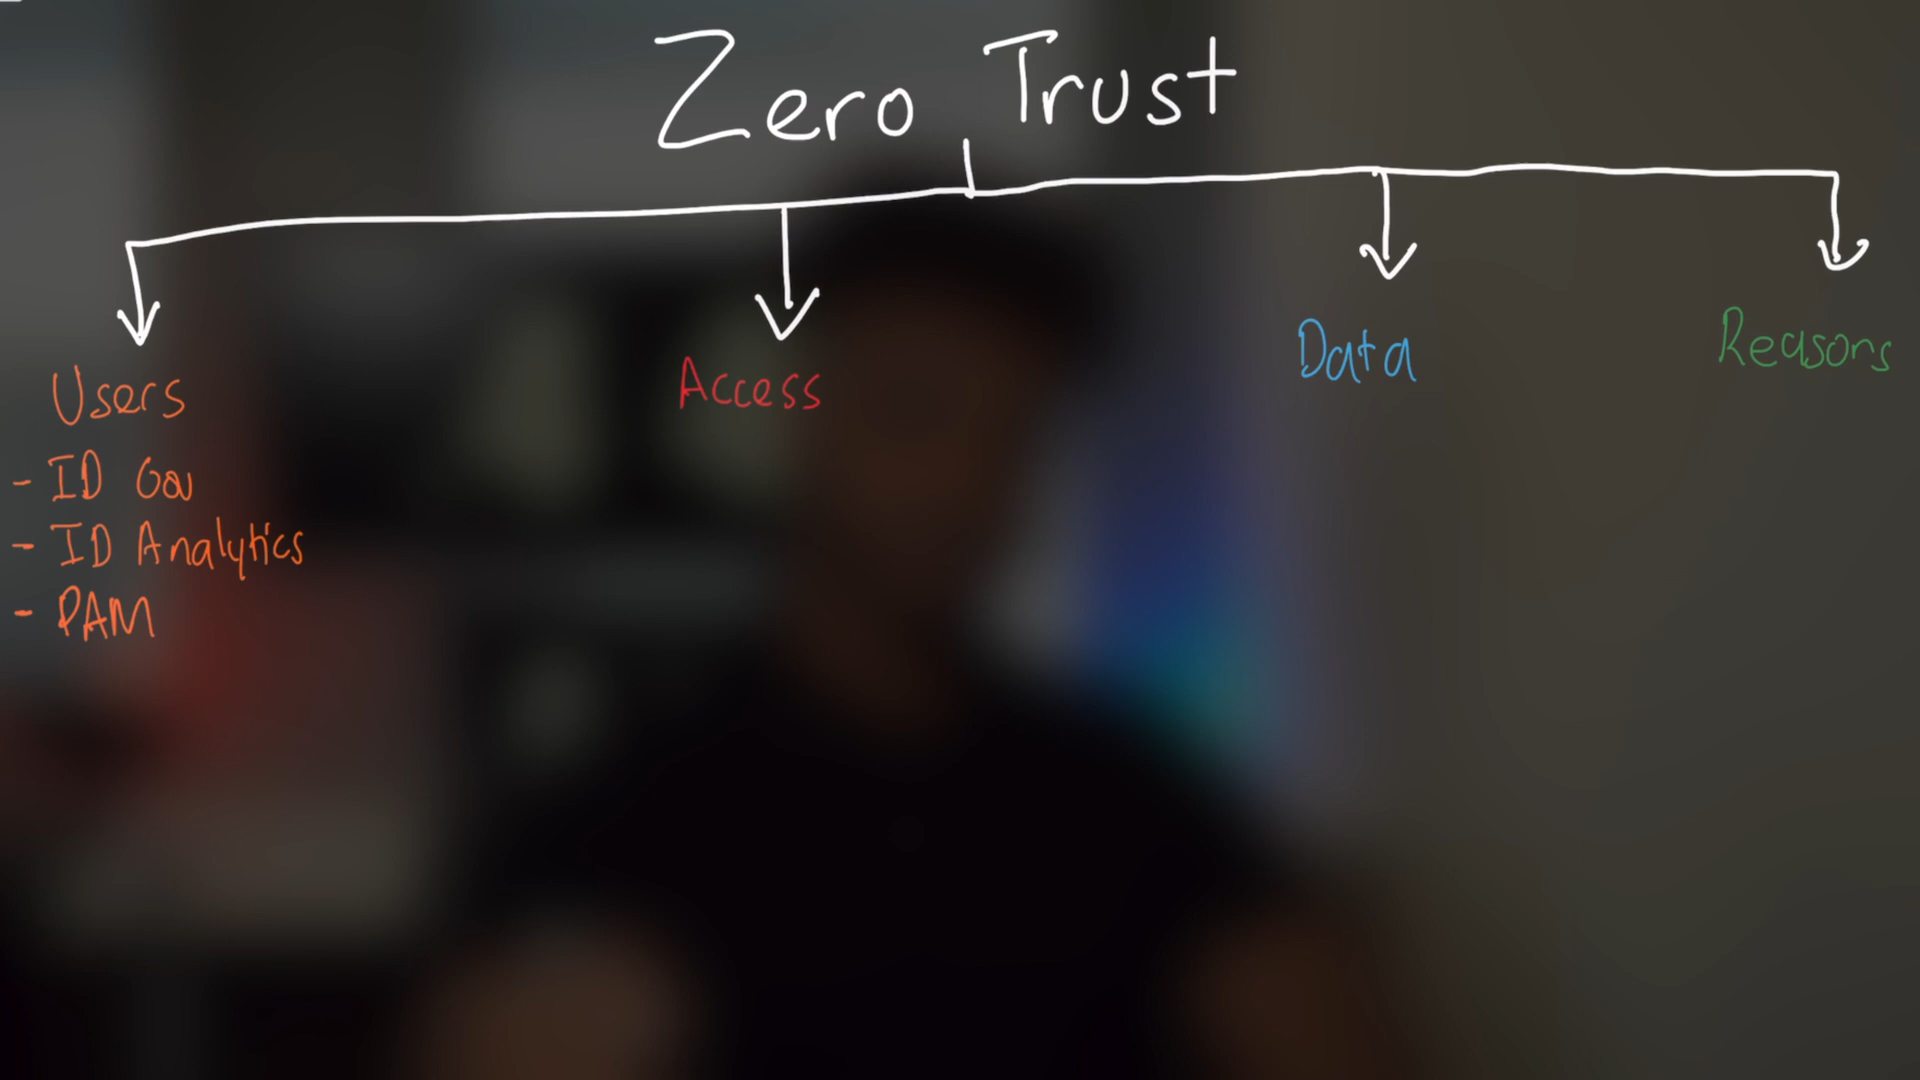 Zero Trust
Users
Access
Data
Reasons
- ID Gov
- ID Analytics
- PAM